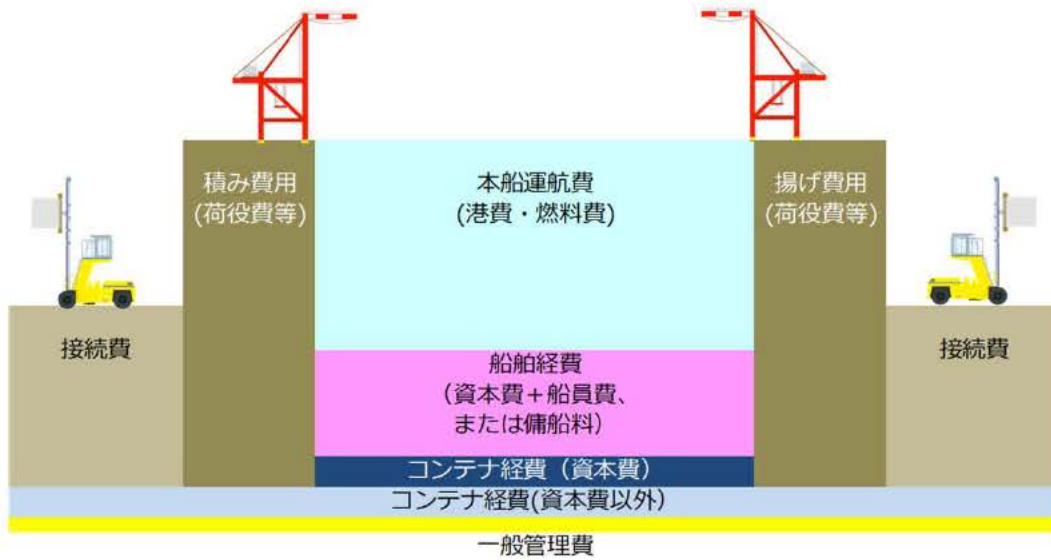 積み費用
(荷役費等)
本船運航費
(港費・燃料費)
揚げ費用
(荷役費等)
接続費
船舶経費
（資本費＋船員費、
または傭船料）
接続費
コンテナ経費（資本費）
コンテナ経費(資本費以外)
一般管理費